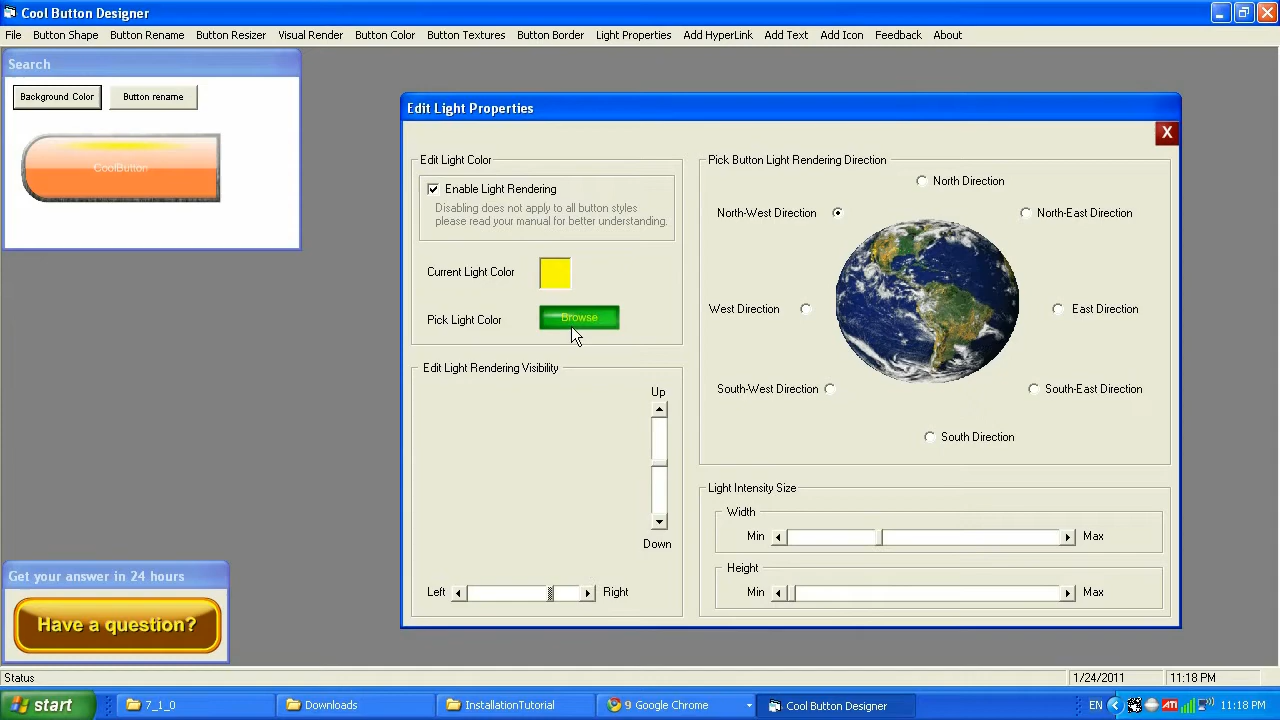 Cool Button Designer
File Button Shape Button Rename Button Resizer Visual Render Button Color Button Textures Button Borde Light Properties Add HyperLink Add Text Add Icon Feedback About
Search
Background Color Button rename
CoolButton
Edit Light Properties
X
Edit Light Color
Enable Light Rendering
Disabling does not apply to all button styles
please read your manual for better understanding.
Current Light Color
Pick Light Color Browse
Edit Light Rendering Visibility
Up
Down
Left Right
Pick Button Light Rendering Direction
North Direction
North-West Direction North-East Direction
West Direction East Direction
South-West Direction South-East Direction
South Direction
Light Intensity Size
Width
Min Max
Height
Min Max
Get your answer in 24 hours
Have a question?
Status 1/24/2011 11:18 PM
start 7_1_0 Downloads InstallationTutorial 9 Google Chrome Cool Button Designer EN ATI 11:18 PM